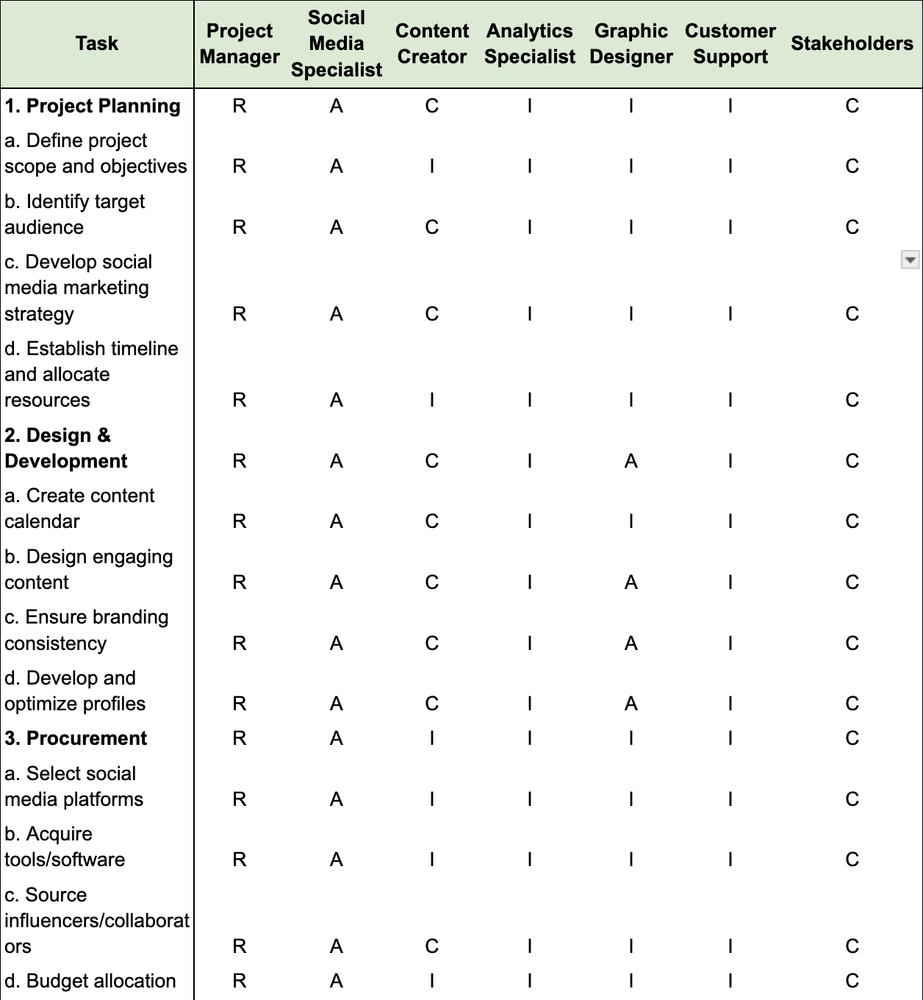 Task Project Manager Social Media Specialist Content Creator Analytics Specialist Graphic Designer Customer Support Stakeholders
1. Project Planning R A C I I I C
a. Define project
scope and objectives R A I I I I C
b. Identify target
audience R A C I I I C
c. Develop social
media marketing
strategy R A C I I I C
d. Establish timeline
and allocate
resources R A I I I I C
2. Design &
Development R A C I A I C
a. Create content
calendar R A C I I I C
b. Design engaging
content R A C I A I C
c. Ensure branding
consistency R A C I A I C
d. Develop and
optimize profiles R A C I A I C
3. Procurement R A I I I I C
a. Select social
media platforms R A I I I I C
b. Acquire
tools/software R A I I I I C
c. Source
influencers/collaborat
ors R A C I I I C
d. Budget allocation R A I I I I C